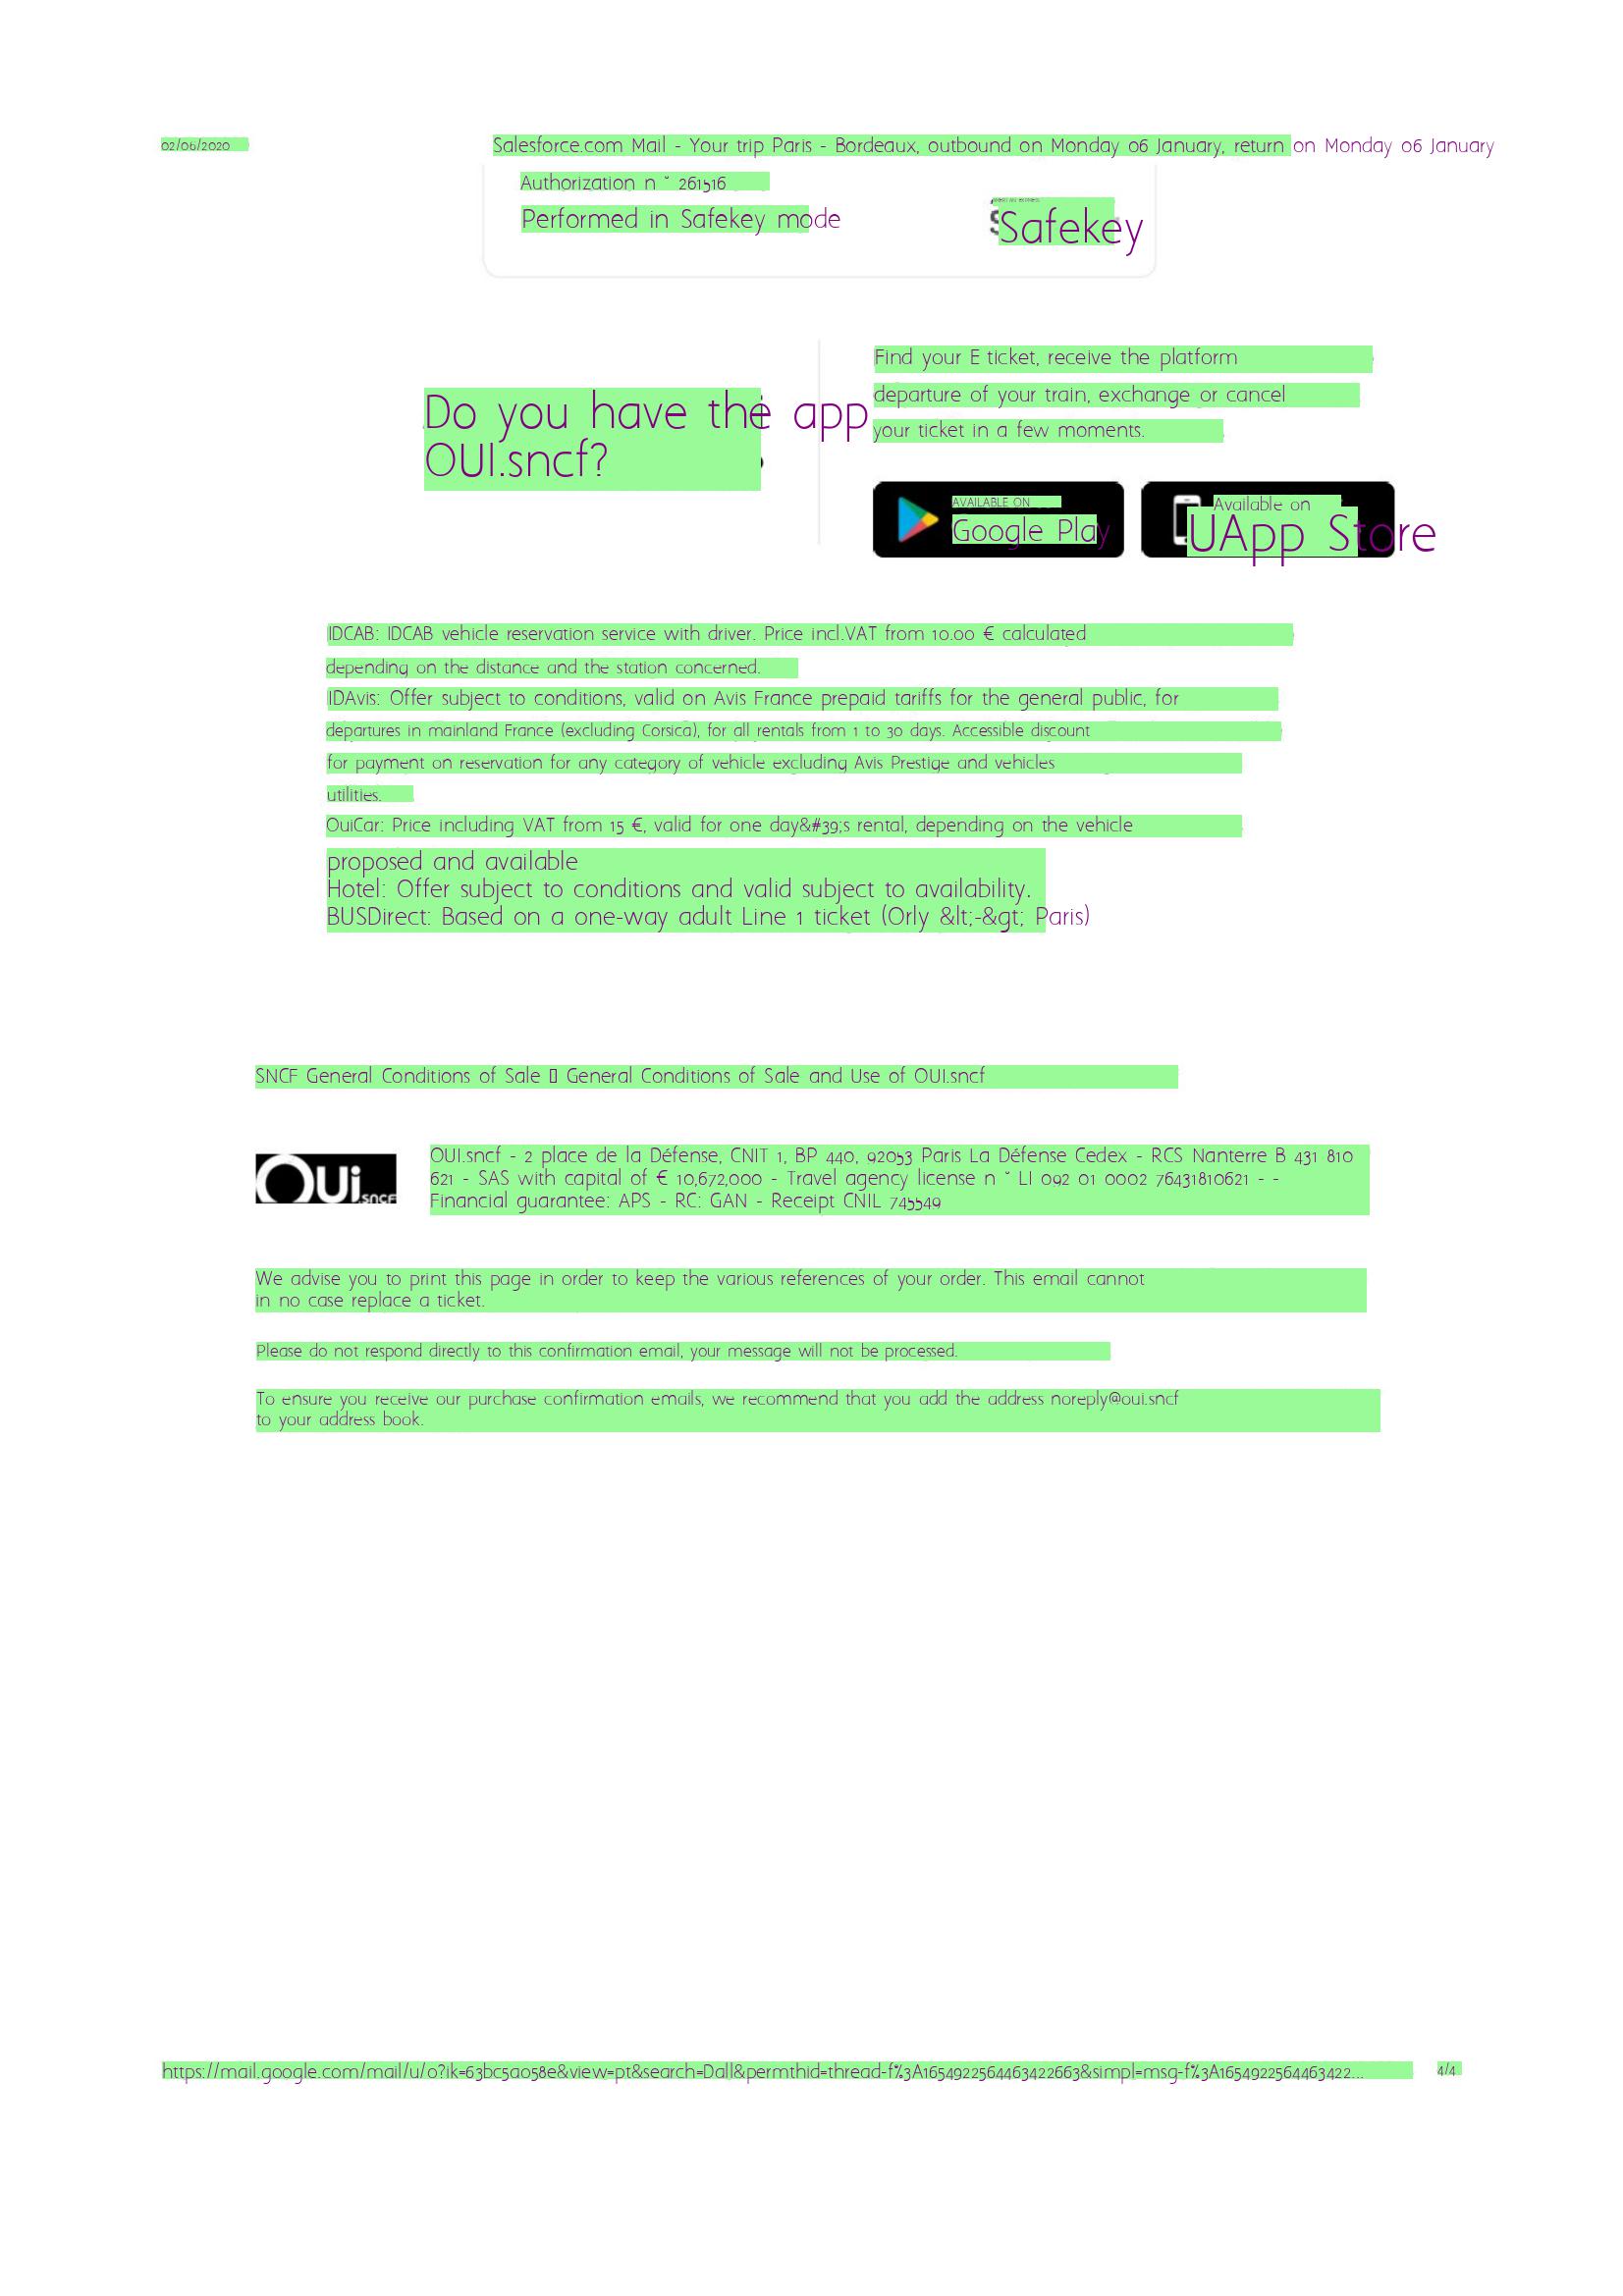 02/06/2020
Salesforce.com Mail - Your trip Paris - Bordeaux, outbound on Monday 06 January, return on Monday 06 January
Authorization n ° 261516
Performed in Safekey mode
Safekey
Do you have the app
OUI.sncf?
Find your E ticket, receive the platform
departure of your train, exchange or cancel
your ticket in a few moments.
AVAILABLE ON
Google Play
Available on
UApp Store
IDCAB: IDCAB vehicle reservation service with driver. Price incl.VAT from 10.00 € calculated
depending on the distance and the station concerned.
IDAvis: Offer subject to conditions, valid on Avis France prepaid tariffs for the general public, for
departures in mainland France (excluding Corsica), for all rentals from 1 to 30 days. Accessible discount
for payment on reservation for any category of vehicle excluding Avis Prestige and vehicles
utilities.
OuiCar: Price including VAT from 15 €, valid for one day&#39;s rental, depending on the vehicle
proposed and available
Hotel: Offer subject to conditions and valid subject to availability.
BUSDirect: Based on a one-way adult Line 1 ticket (Orly &lt;-&gt; Paris)
SNCF General Conditions of Sale ▯ General Conditions of Sale and Use of OUI.sncf
OUi.sncf
OUI.sncf - 2 place de la Défense, CNIT 1, BP 440, 92053 Paris La Défense Cedex - RCS Nanterre B 431 810
621 - SAS with capital of € 10,672,000 - Travel agency license n ° LI 092 01 0002 76431810621 - -
Financial guarantee: APS - RC: GAN - Receipt CNIL 745549
We advise you to print this page in order to keep the various references of your order. This email cannot
in no case replace a ticket.
Please do not respond directly to this confirmation email, your message will not be processed.
To ensure you receive our purchase confirmation emails, we recommend that you add the address noreply@oui.sncf
to your address book.
https://mail.google.com/mail/u/0?ik=63bc5a058e&view=pt&search=Dall&permthid=thread-f%3A1654922564463422663&simpl=msg-f%3A1654922564463422...
4/4